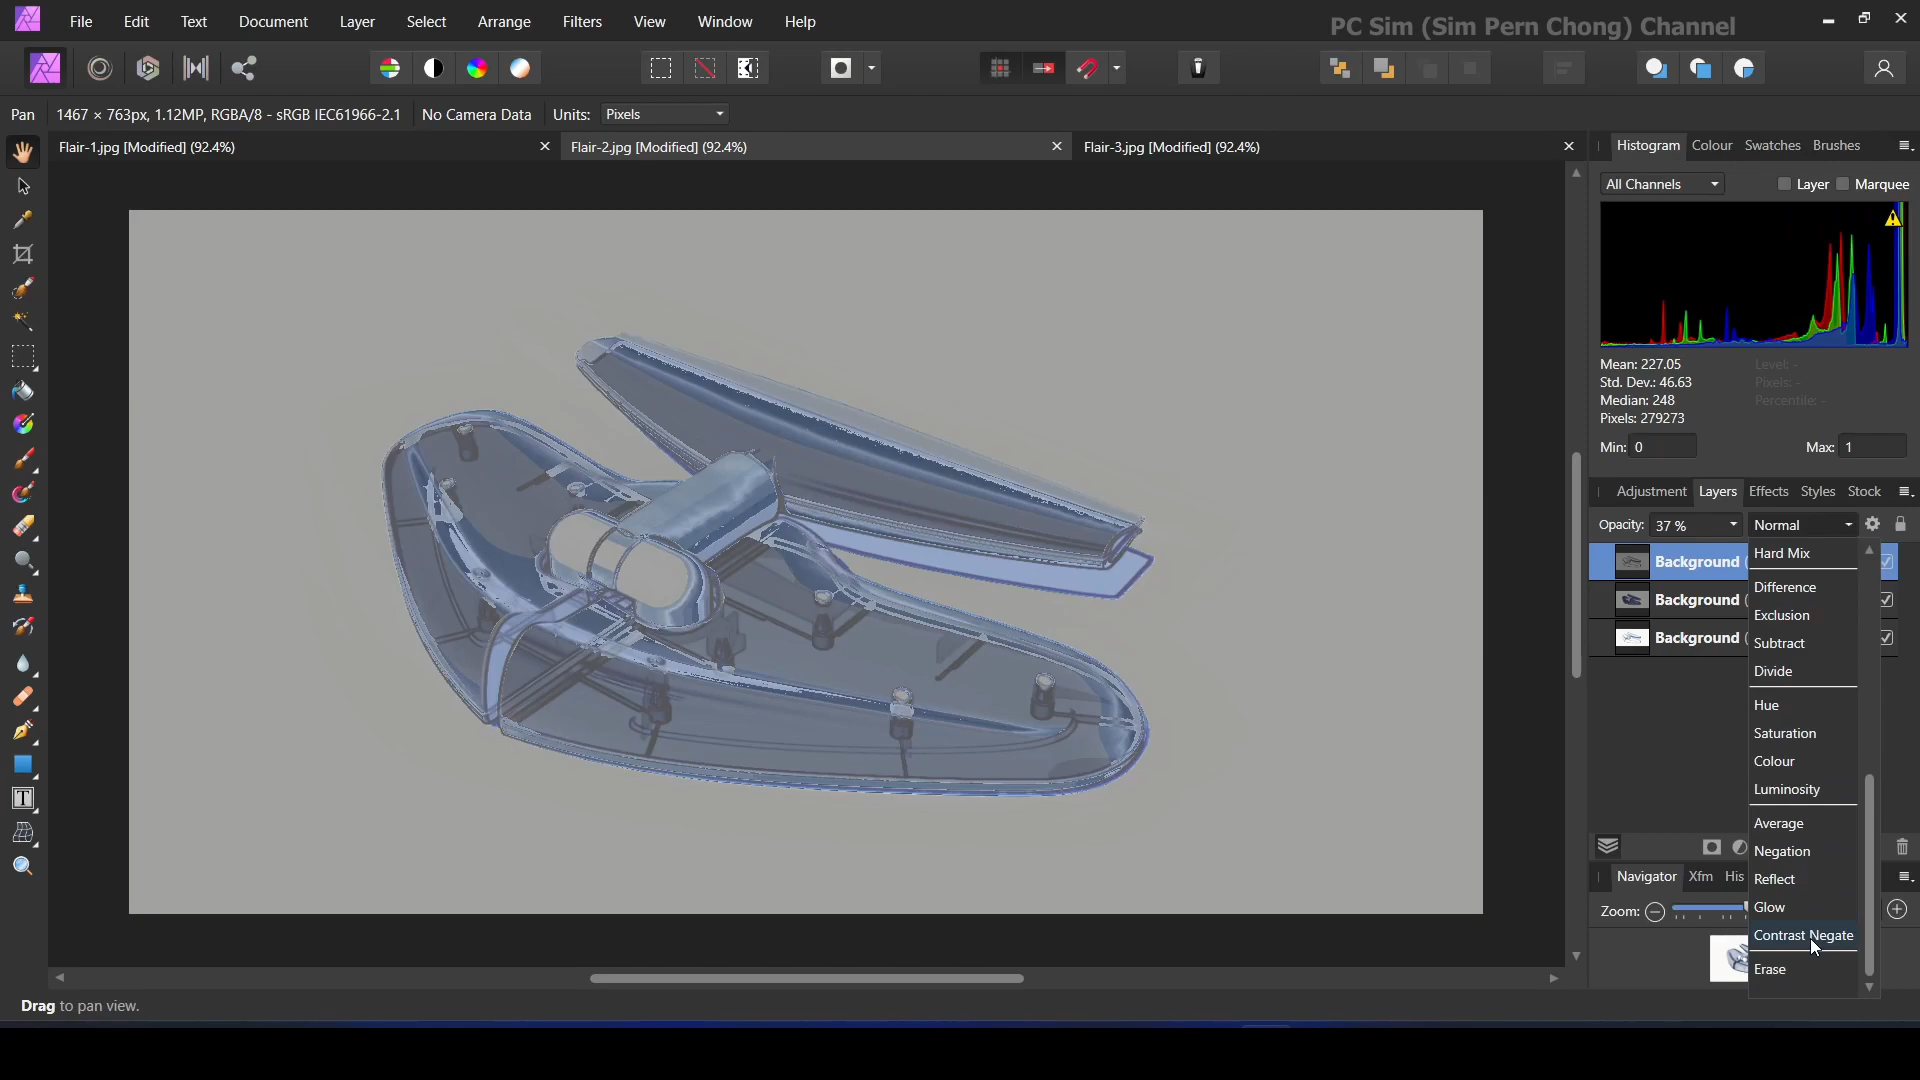 File Edit Text Document Layer Select Arrange Filters View Window Help
PC Sim (Sim Pern Chong) Channel
Pan 1467 × 763px, 1.12MP, RGBA/8 - sRGB IEC61966-2.1 No Camera Data Units: Pixels
Flair-1.jpg [Modified] (92.4%)
Flair-2.jpg [Modified] (92.4%)
Flair-3.jpg [Modified] (92.4%)
Histogram Colour Swatches Brushes
All Channels Layer Marquee
Mean: 227.05 Level: -
Std. Dev.: 46.63 Pixels: -
Median: 248 Percentile: -
Pixels: 279273
Min: 0 Max: 1
Adjustment Layers Effects Styles Stock
Opacity: 37 % Normal
Background (
Background (
Background (
Hard Mix
Difference
Exclusion
Subtract
Divide
Hue
Saturation
Colour
Luminosity
Average
Negation
Reflect
Glow
Contrast Negate
Erase
Navigator Xfm His
Zoom:
Drag to pan view.